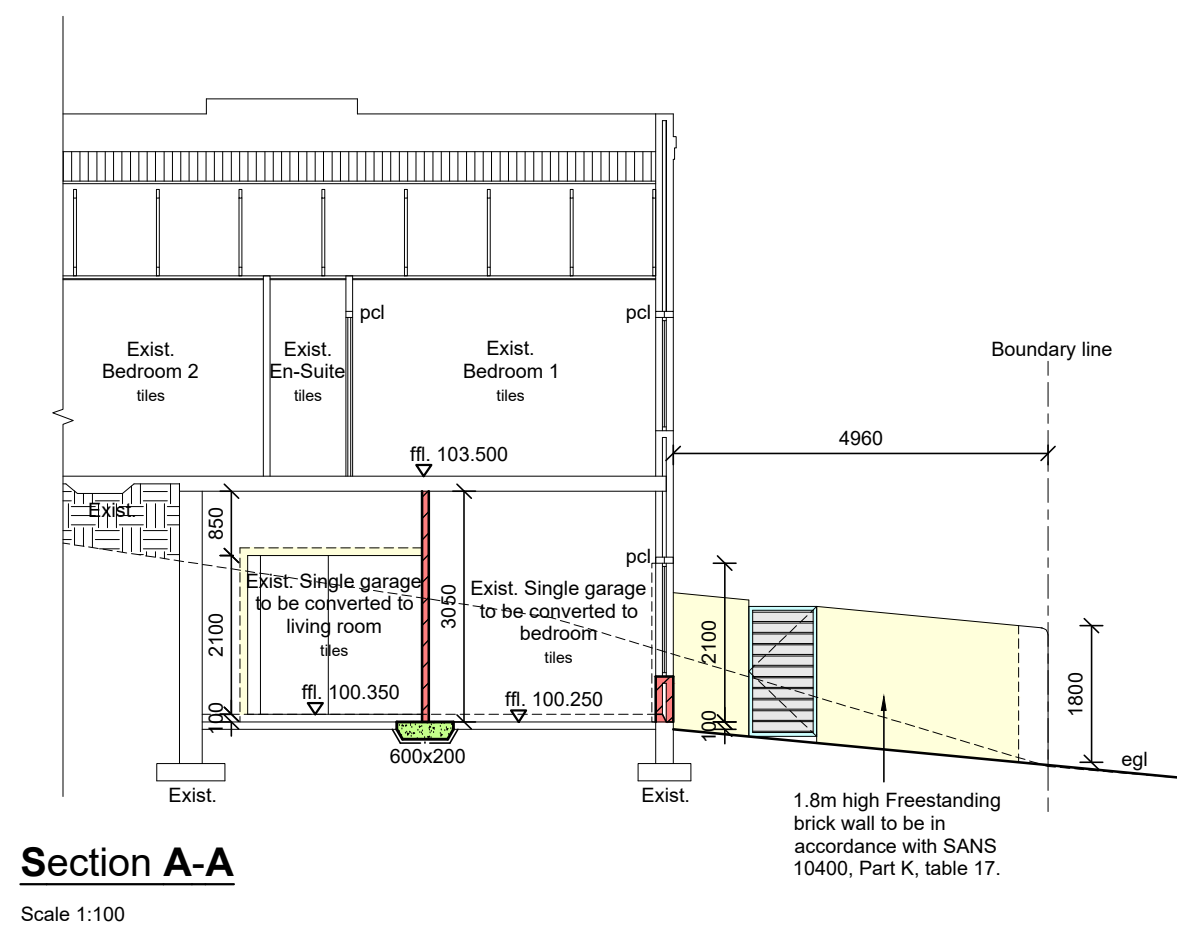 pcl
pcl
Exist.
Bedroom 2
tiles
Exist.
En-Suite
tiles
Exist.
Bedroom 1
tiles
Boundary line
4960
ffl. 103.500
Exist.
850
pcl
Exist. Single garage
to be converted to
living room
tiles
3050
Exist. Single garage
to be converted to
bedroom
tiles
2100
2100
1800
ffl. 100.350
ffl. 100.250
100
100
600x200
egl
Exist.
Exist.
1.8m high Freestanding
brick wall to be in
accordance with SANS
10400, Part K, table 17.
Section A-A
Scale 1:100